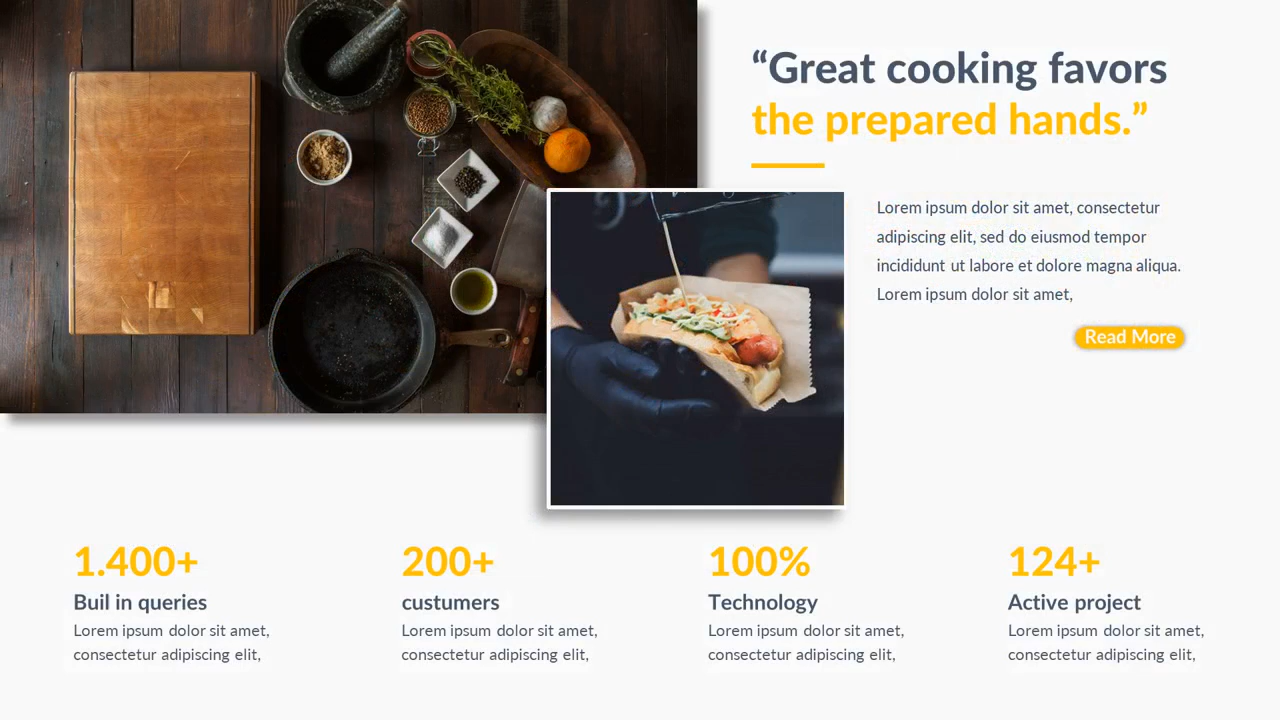 “Great cooking favors
the prepared hands.”
Lorem ipsum dolor sit amet, consectetur
adipiscing elit, sed do eiusmod tempor
incididunt ut labore et dolore magna aliqua.
Lorem ipsum dolor sit amet,
Read More
1.400+
Buil in queries
Lorem ipsum dolor sit amet,
consectetur adipiscing elit,
200+
custumers
Lorem ipsum dolor sit amet,
consectetur adipiscing elit,
100%
Technology
Lorem ipsum dolor sit amet,
consectetur adipiscing elit,
124+
Active project
Lorem ipsum dolor sit amet,
consectetur adipiscing elit,